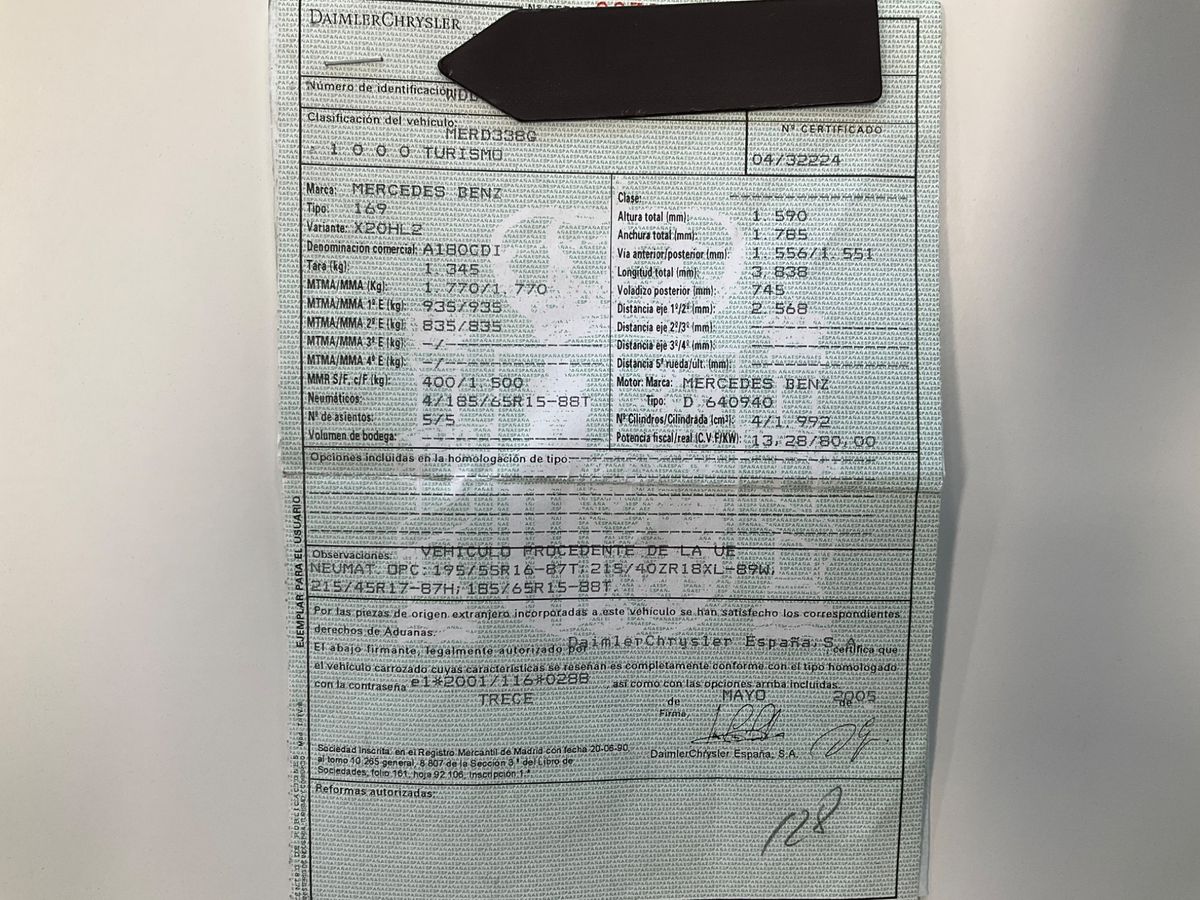 DAIMLERCHRYSLER
Número de identificación: WDD
Clasificación del vehículo: MERD338G
- 1 0 0 0 TURISMO
Nº CERTIFICADO
04/32224
Marca: MERCEDES BENZ
Tipo: 169
Variante: X20HL2
Denominación comercial: A180CDI
Tara (kg): 1.345
MTMA/MMA (Kg) 1.770/1.770
MTMA/MMA 1º E (kg): 935/935
MTMA/MMA 2º E (kg): 835/835
MTMA/MMA 3º E (kg): -/-
MTMA/MMA 4º E (kg): -/-
MMR S/F, c/F (kg): 400/1.500
Neumáticos: 4/185/65R15-88T
Nº de asientos: 5/5
Volumen de bodega:
Clase:
Altura total (mm): 1.590
Anchura total (mm): 1.785
Vía anterior/posterior (mm): 1.556/1.551
Longitud total (mm): 3.838
Voladizo posterior (mm): 745
Distancia eje 1º/2º (mm): 2.568
Distancia eje 2º/3º (mm):
Distancia eje 3º/4º (mm):
Distancia 5ª rueda/ult. (mm):
Motor: Marca: MERCEDES BENZ
Tipo: D 640940
Nº Cilindros/Cilindrada (cm³): 4/1.992
Potencia fiscal/real (C.V.F/KW): 13,28/80,00
Opciones incluidas en la homologación de tipo:
Observaciones: VEHICULO PROCEDENTE DE LA UE
NEUMAT. OPC: 195/55R16-87T; 215/40ZR18XL-89W;
215/45R17-87H; 185/65R15-88T.
EJEMPLAR PARA EL USUARIO
Por las piezas de origen extranjero incorporadas a este vehículo se han satisfecho los correspondientes
derechos de Aduanas.
El abajo firmante, legalmente autorizado por DaimlerChrysler España, S.A. certifica que
el vehículo carrozado cuyas características se reseñan es completamente conforme con el tipo homologado
con la contraseña e1*2001/116*0288 , así como con las opciones arriba incluidas.
TRECE de MAYO de 2005
Firma,
DaimlerChrysler España, S.A.
Sociedad inscrita en el Registro Mercantil de Madrid con fecha 20-06-90,
al tomo 10.265 general, 8.807 de la Sección 3.ª del Libro de
Sociedades, folio 161, hoja 92.106, inscripción 1.ª
Reformas autorizadas:
128